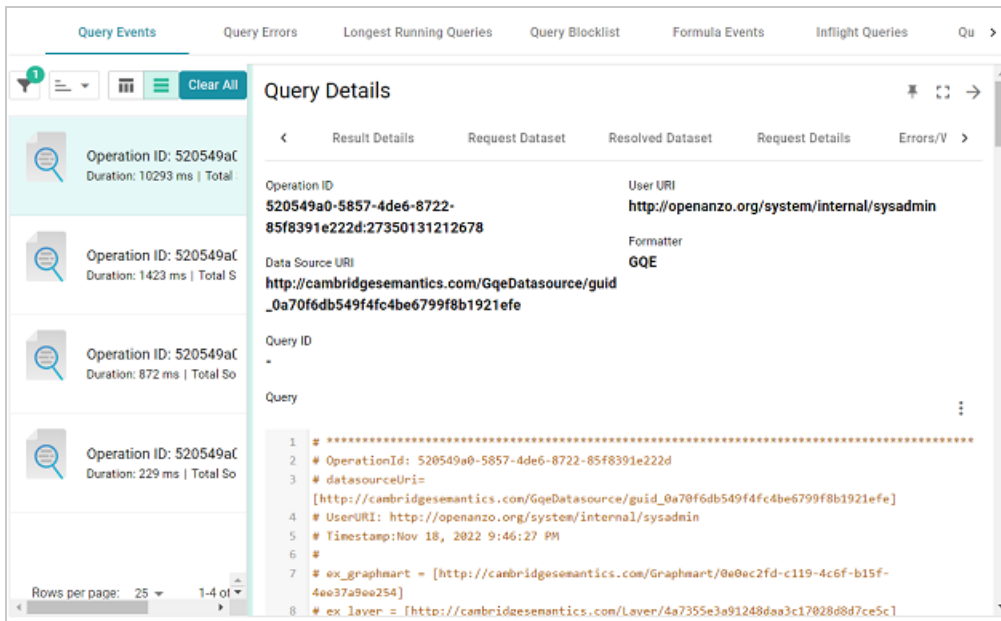 Query Events Query Errors Longest Running Queries Query Blocklist Formula Events Inflight Queries Qu
1
Clear All
Query Details
Result Details Request Dataset Resolved Dataset Request Details Errors/
Operation ID: 520549a
Duration: 10293 ms | Total
Operation ID: 520549a
Duration: 1423 ms | Total S
Operation ID: 520549a
Duration: 872 ms | Total So
Operation ID: 520549a
Duration: 229 ms | Total So
Rows per page: 25 1-4 of
Operation ID
520549a0-5857-4de6-8722-
85f8391e222d:27350131212678
User URI
http://openanzo.org/system/internal/sysadmin
Formatter
GQE
Data Source URI
http://cambridgesemantics.com/GqeDatasource/guid
_0a70f6db549f4fc4be6799f8b1921efe
Query ID
-
Query
1 # *******************************************************************************************
2 # OperationId: 520549a0-5857-4de6-8722-85f8391e222d
3 # datasourceUri=
[http://cambridgesemantics.com/GqeDatasource/guid_0a70f6db549f4fc4be6799f8b1921efe]
4 # UserURI: http://openanzo.org/system/internal/sysadmin
5 # Timestamp:Nov 18, 2022 9:46:27 PM
6 #
7 # ex_graphmart = [http://cambridgesemantics.com/Graphmart/0e0ec2fd-c119-4c6f-b15f-
4ee37a9ee254]
8 # ex_layer = [http://cambridgesemantics.com/Layer/4a7355e3a91248daa3c17028d8d7ce5c]